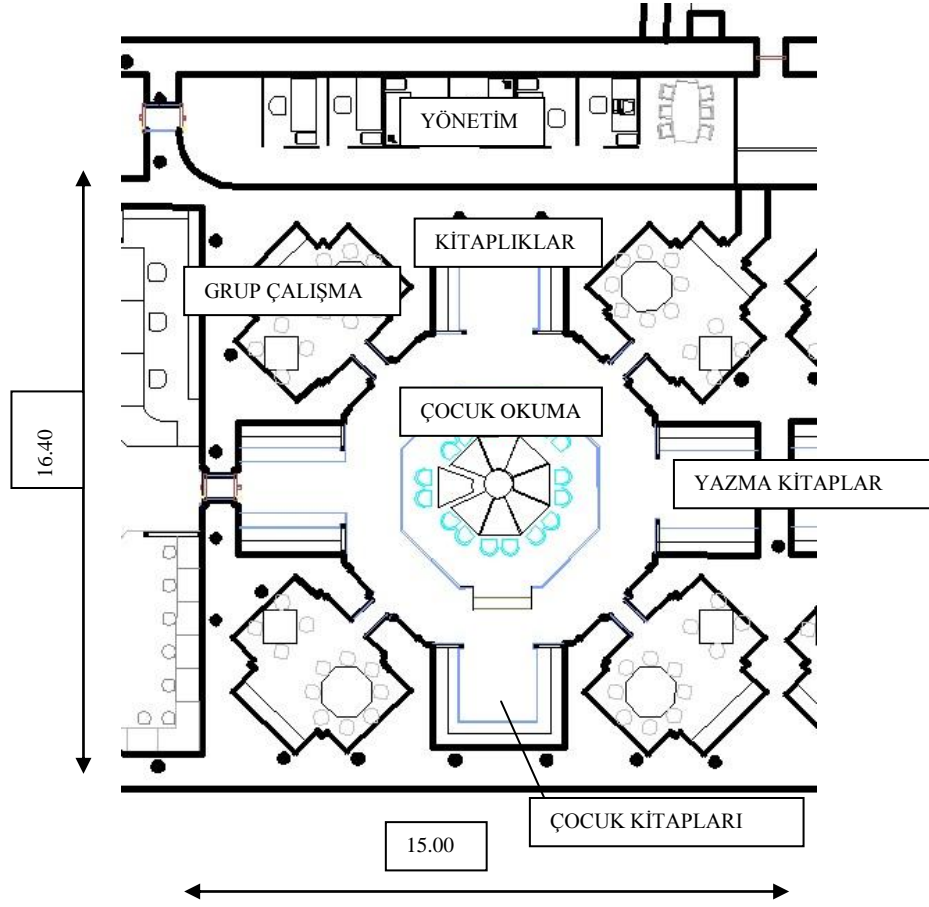 YÖNETİM
KİTAPLIKLAR
GRUP ÇALIŞMA
ÇOCUK OKUMA
16.40
YAZMA KİTAPLAR
ÇOCUK KİTAPLARI
15.00